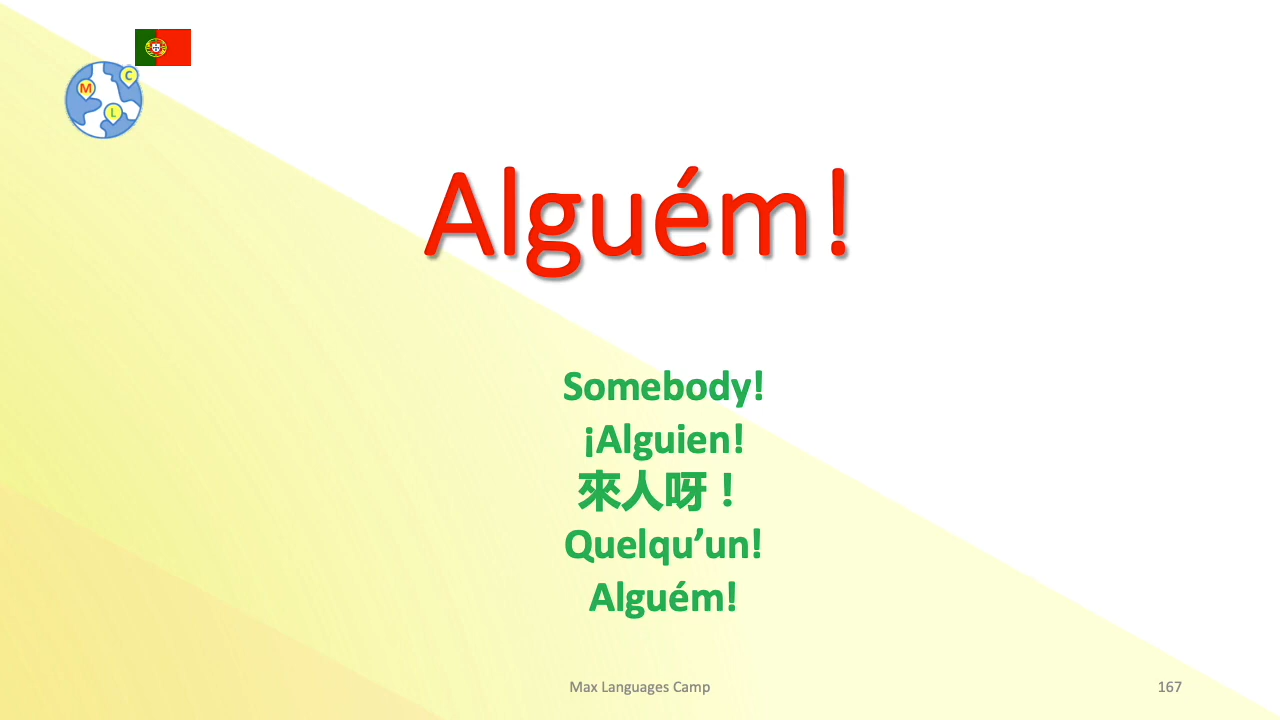 C
M
L
Alguém!
Somebody!
¡Alguien!
來人呀！
Quelqu’un!
Alguém!
Max Languages Camp
167